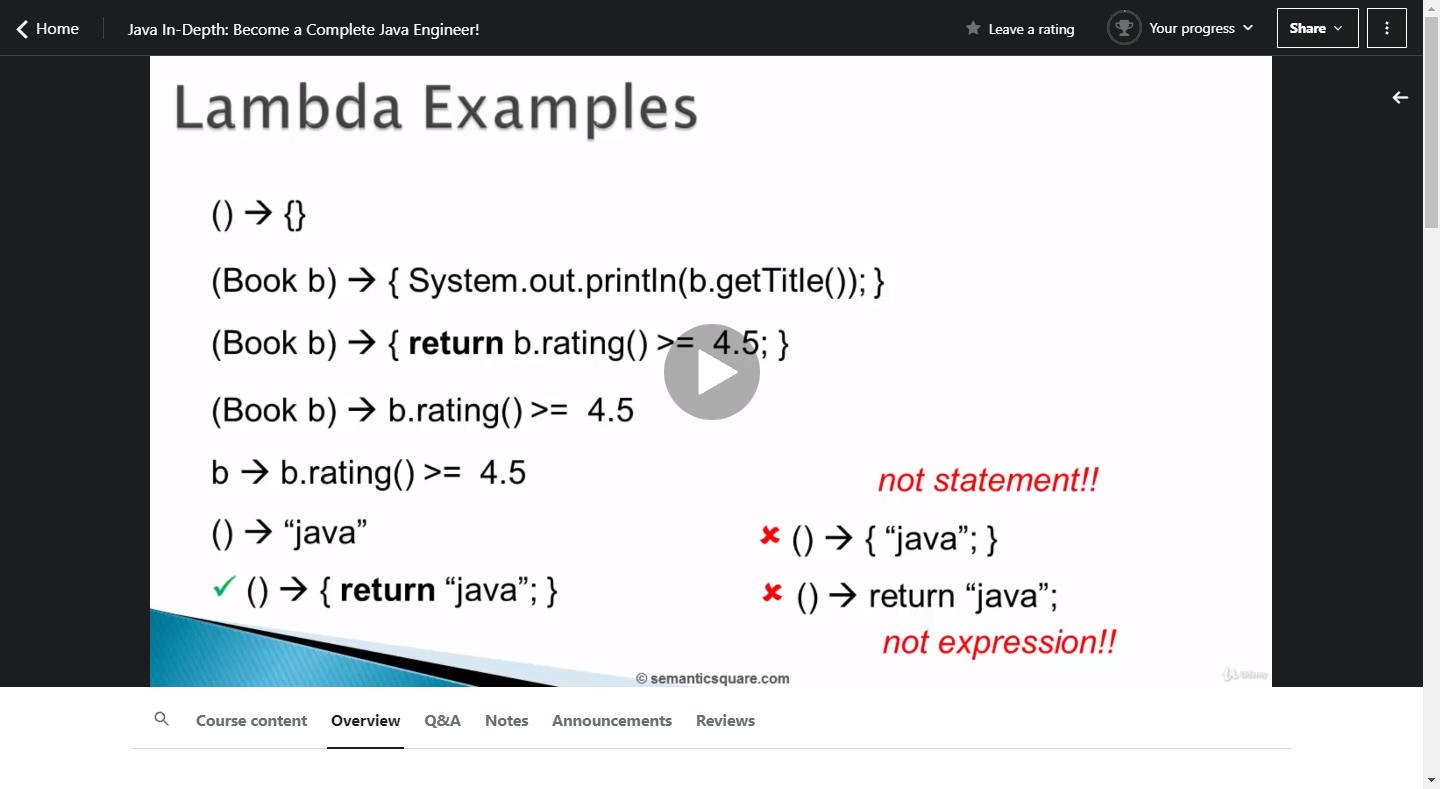 Home
Java In-Depth: Become a Complete Java Engineer!
Leave a rating
Your progress
Share
Lambda Examples
() → {}
(Book b) → { System.out.println(b.getTitle()); }
(Book b) → { return b.rating() >= 4.5; }
(Book b) → b.rating() >= 4.5
b → b.rating() >= 4.5
not statement!!
() → “java”
✘ () → { “java”; }
✓ () → { return “java”; }
✘ () → return “java”;
not expression!!
© semanticsquare.com
Udemy
Course content
Overview
Q&A
Notes
Announcements
Reviews